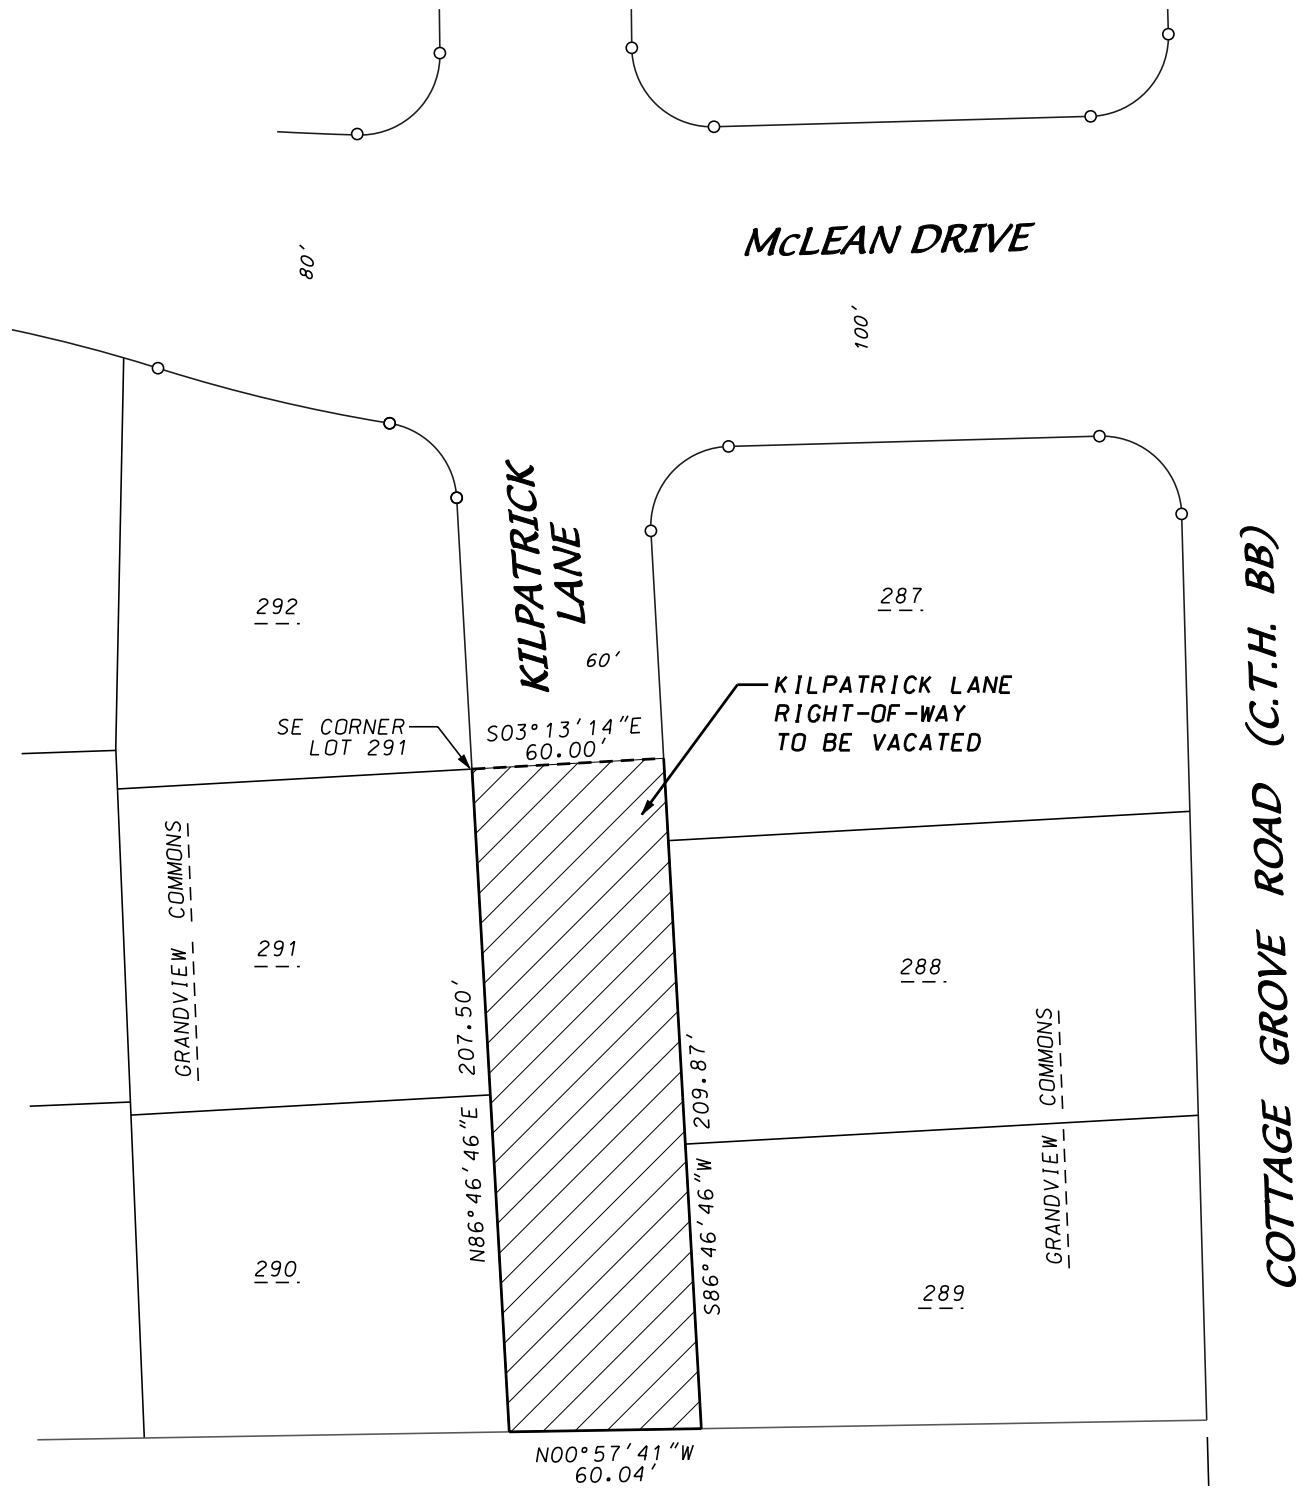 McLEAN DRIVE
80'
100'
KILPATRICK
LANE
60'
292
287
KILPATRICK LANE
RIGHT-OF-WAY
TO BE VACATED
SE CORNER
LOT 291
S03°13'14"E
60.00'
COTTAGE GROVE ROAD (C.T.H. BB)
GRANDVIEW COMMONS
291
288
N86°46'46"E 207.50'
S86°46'46"W 209.87'
GRANDVIEW COMMONS
290
289
N00°57'41"W
60.04'